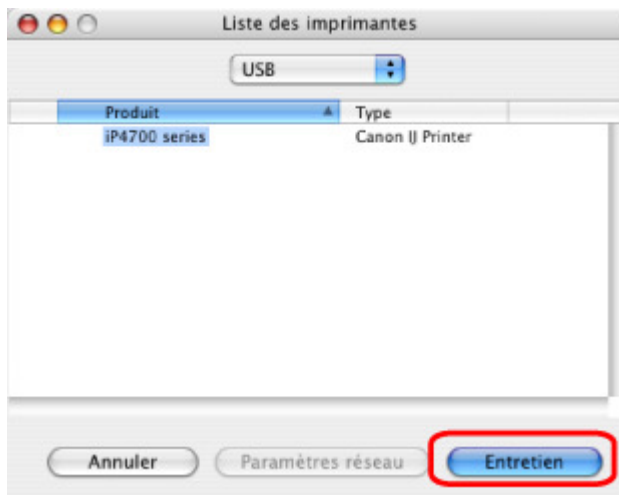 Liste des imprimantes
USB
Produit Type
iP4700 series Canon IJ Printer
Annuler Paramètres réseau Entretien